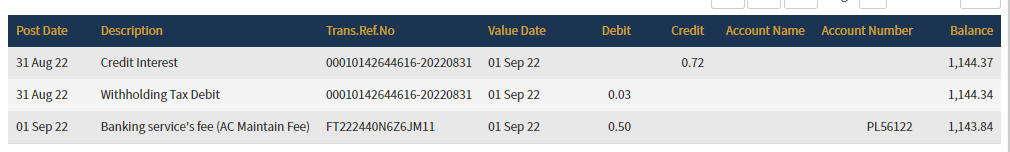 Post Date Description Trans.Ref.No Value Date Debit Credit Account Name Account Number Balance
31 Aug 22 Credit Interest 00010142644616-20220831 01 Sep 22 0.72 1,144.37
31 Aug 22 Withholding Tax Debit 00010142644616-20220831 01 Sep 22 0.03 1,144.34
01 Sep 22 Banking service's fee (AC Maintain Fee) FT222440N6Z6JM11 01 Sep 22 0.50 PL56122 1,143.84